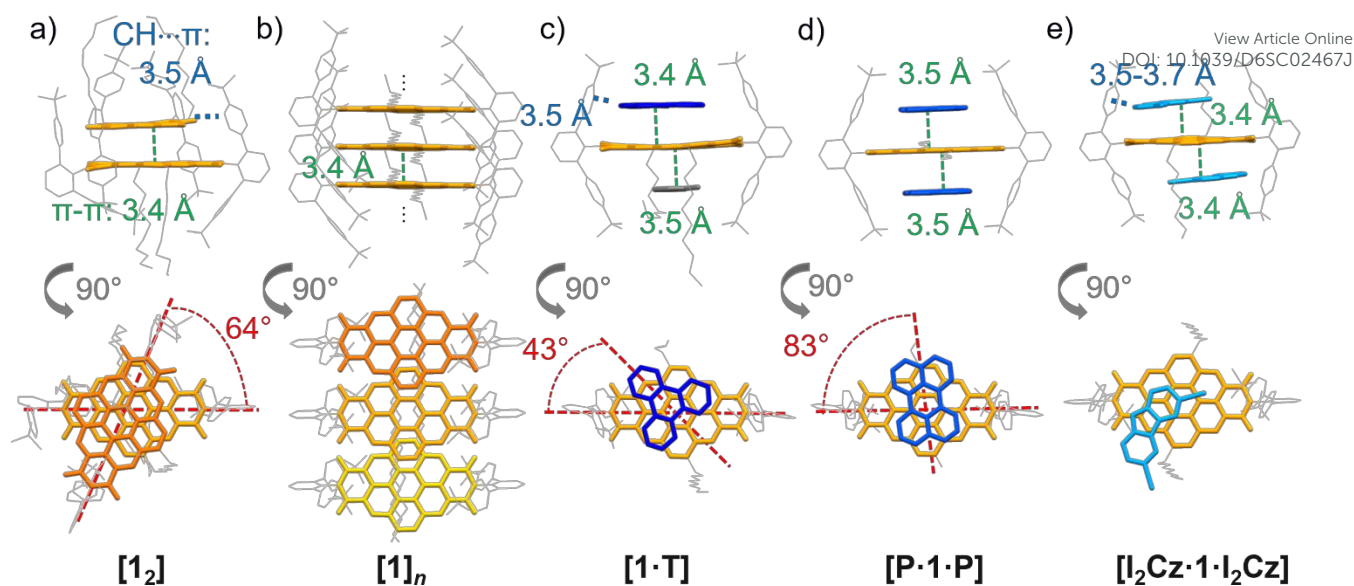 a)
CH···π:
3.5 Å
π-π: 3.4 Å
90°
64°
[1₂]
b)
3.4 Å
90°
[1]ₙ
c)
3.4 Å
3.5 Å
3.5 Å
90°
43°
[1·T]
d)
3.5 Å
3.5 Å
90°
83°
[P·1·P]
e)
View Article Online
DOI: 10.1039/D6SC02467J
3.5-3.7 Å
3.4 Å
3.4 Å
90°
[I₂Cz·1·I₂Cz]